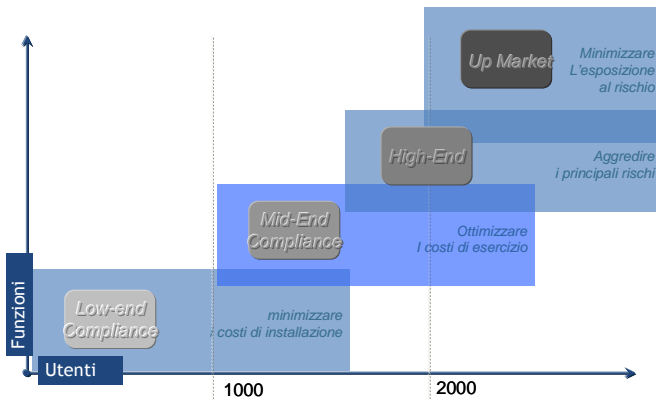 Up Market
Minimizzare
L'esposizione
al rischio
High-End
Aggredire
i principali rischi
Mid-End
Compliance
Ottimizzare
I costi di esercizio
Low-end
Compliance
minimizzare
i costi di installazione
Funzioni
Utenti
1000
2000